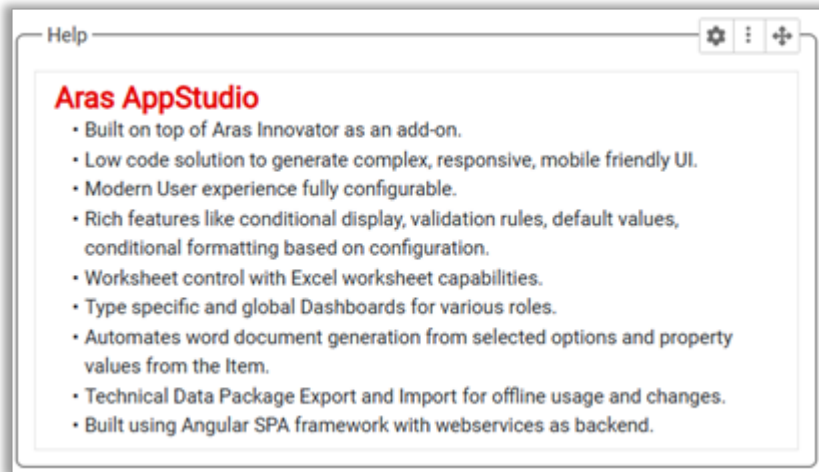 Help
Aras AppStudio
• Built on top of Aras Innovator as an add-on.
• Low code solution to generate complex, responsive, mobile friendly UI.
• Modern User experience fully configurable.
• Rich features like conditional display, validation rules, default values,
conditional formatting based on configuration.
• Worksheet control with Excel worksheet capabilities.
• Type specific and global Dashboards for various roles.
• Automates word document generation from selected options and property
values from the Item.
• Technical Data Package Export and Import for offline usage and changes.
• Built using Angular SPA framework with webservices as backend.